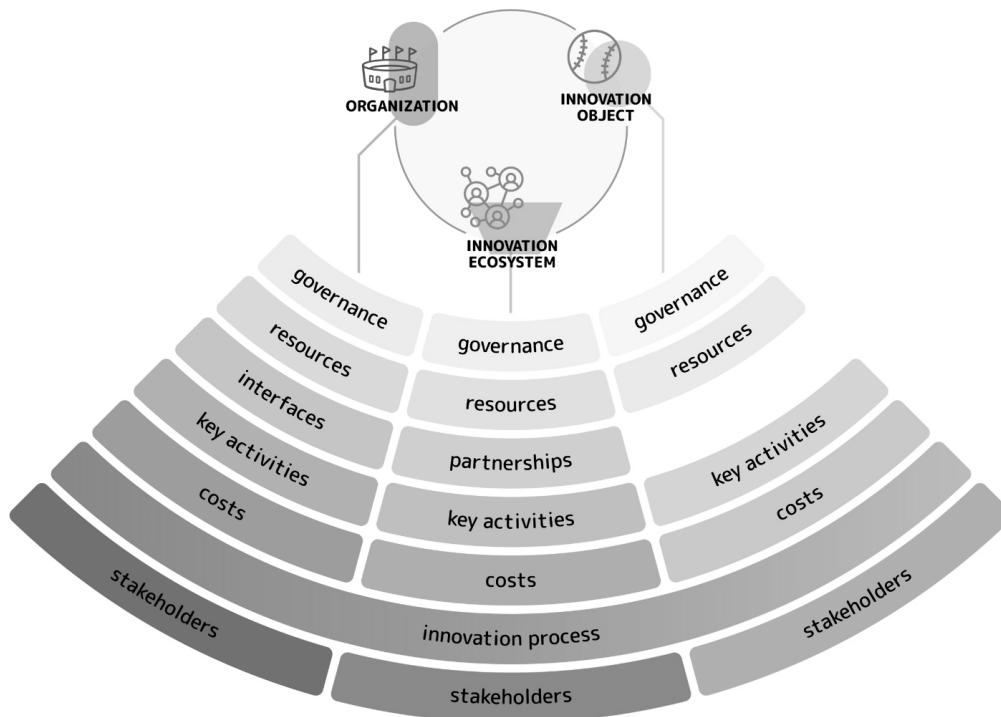 ORGANIZATION
INNOVATION
OBJECT
INNOVATION
ECOSYSTEM
governance
resources
interfaces
key activities
costs
stakeholders
governance
resources
partnerships
key activities
costs
innovation process
stakeholders
governance
resources
key activities
costs
stakeholders